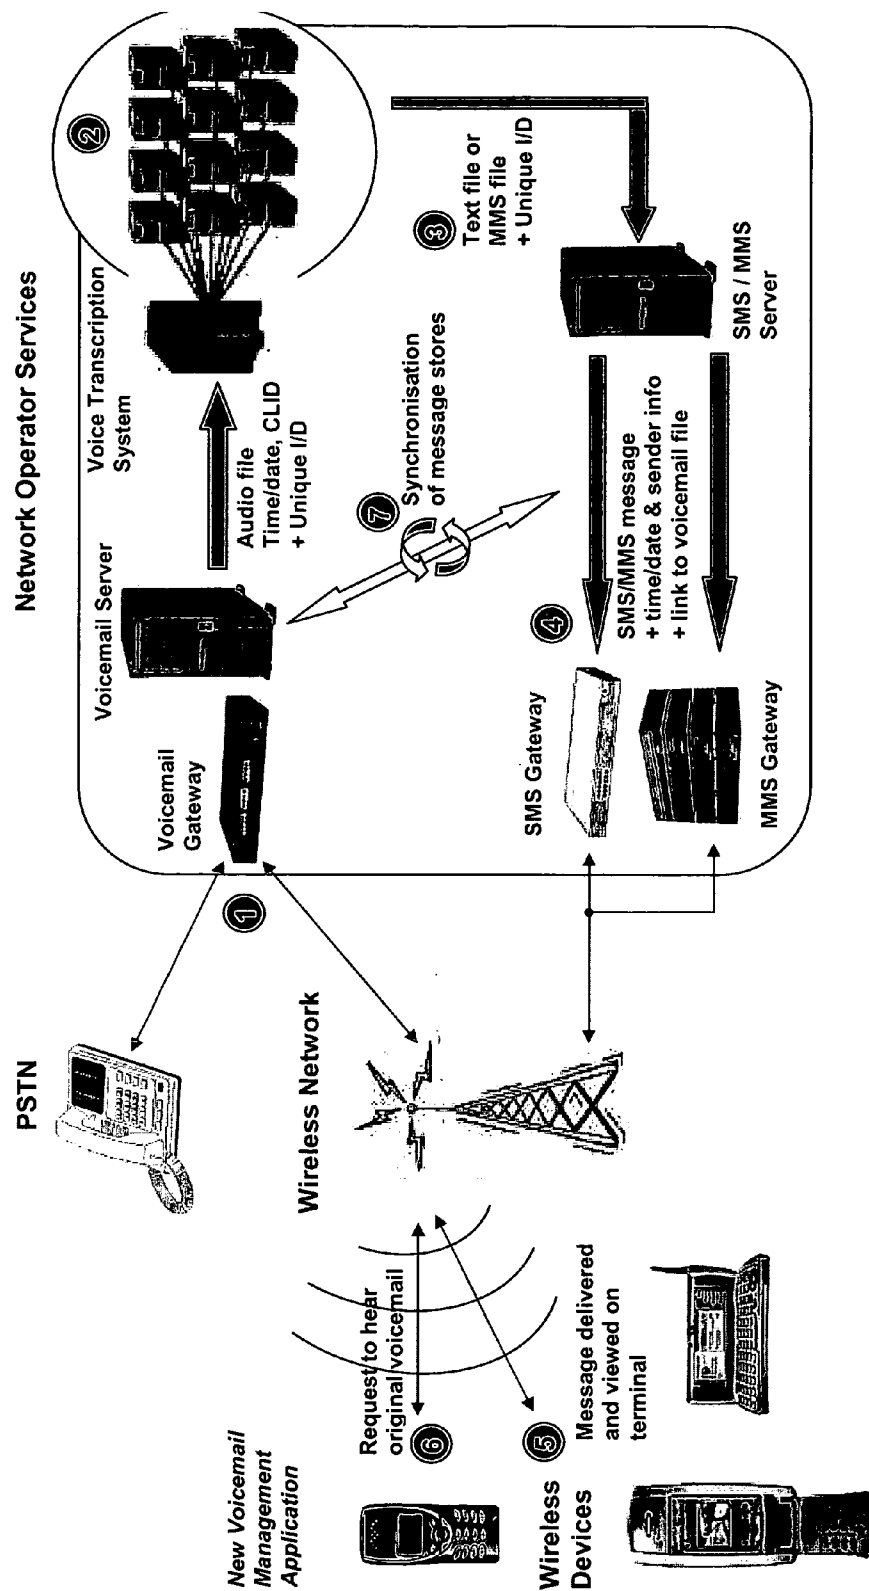 Network Operator Services
PSTN
1
Voicemail
Gateway
Voicemail Server
Audio file
Time/date, CLID
+ Unique I/D
Voice Transcription
System
2
3
Text file or
MMS file
+ Unique I/D
SMS / MMS
Server
7
Synchronisation
of message stores
4
SMS/MMS message
+ time/date & sender info
+ link to voicemail file
SMS Gateway
MMS Gateway
Wireless Network
New Voicemail
Management
Application
Request to hear
original voicemail
6
5
Message delivered
and viewed on
terminal
Wireless
Devices